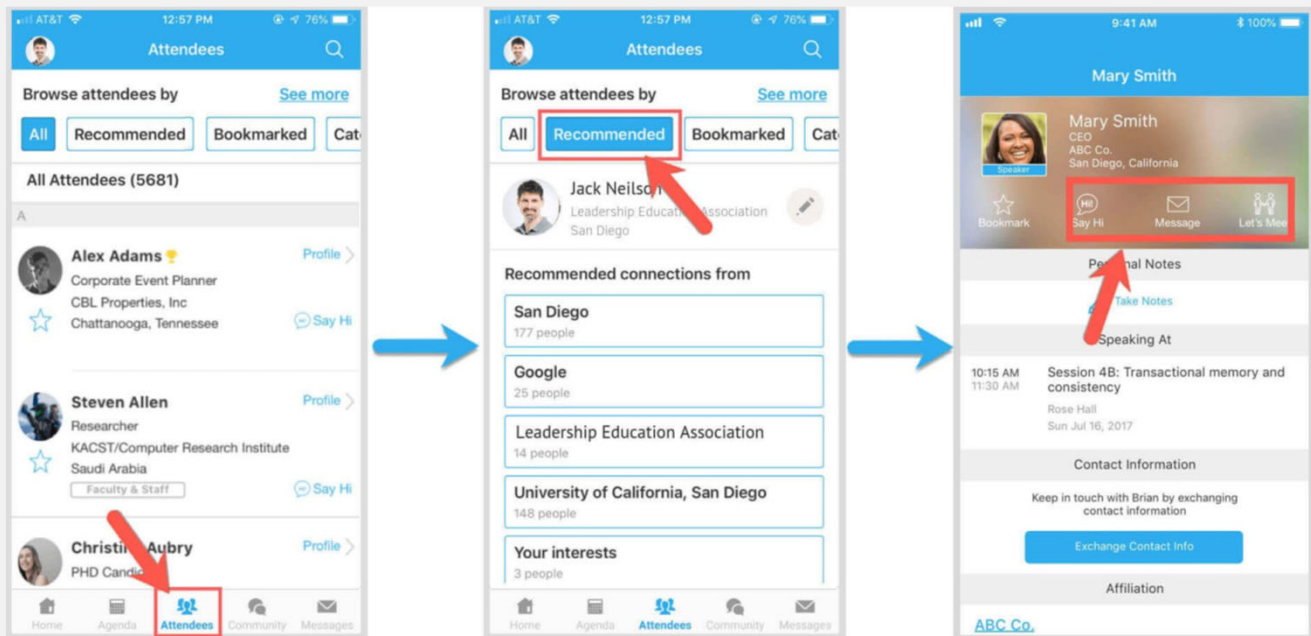 AT&T 12:57 PM 76%
Attendees
Browse attendees by See more
All Recommended Bookmarked Cat
All Attendees (5681)
A
Alex Adams Profile
Corporate Event Planner
CBL Properties, Inc
Chattanooga, Tennessee Say Hi
Steven Allen Profile
Researcher
KACST/Computer Research Institute
Saudi Arabia
Faculty & Staff Say Hi
Christin Aubry Profile
PHD Candid
Home Agenda Attendees Community Messages
AT&T 12:57 PM 76%
Attendees
Browse attendees by See more
All Recommended Bookmarked Cat
Jack Neilson
Leadership Education Association
San Diego
Recommended connections from
San Diego
177 people
Google
25 people
Leadership Education Association
14 people
University of California, San Diego
148 people
Your interests
3 people
Home Agenda Attendees Community Messages
9:41 AM 100%
Mary Smith
Mary Smith
CEO
ABC Co.
San Diego, California
Speaker
Hi!
Bookmark Say Hi Message Let's Mee
Personal Notes
Take Notes
Speaking At
10:15 AM Session 4B: Transactional memory and
11:30 AM consistency
Rose Hall
Sun Jul 16, 2017
Contact Information
Keep in touch with Brian by exchanging
contact information
Exchange Contact Info
Affiliation
ABC Co.